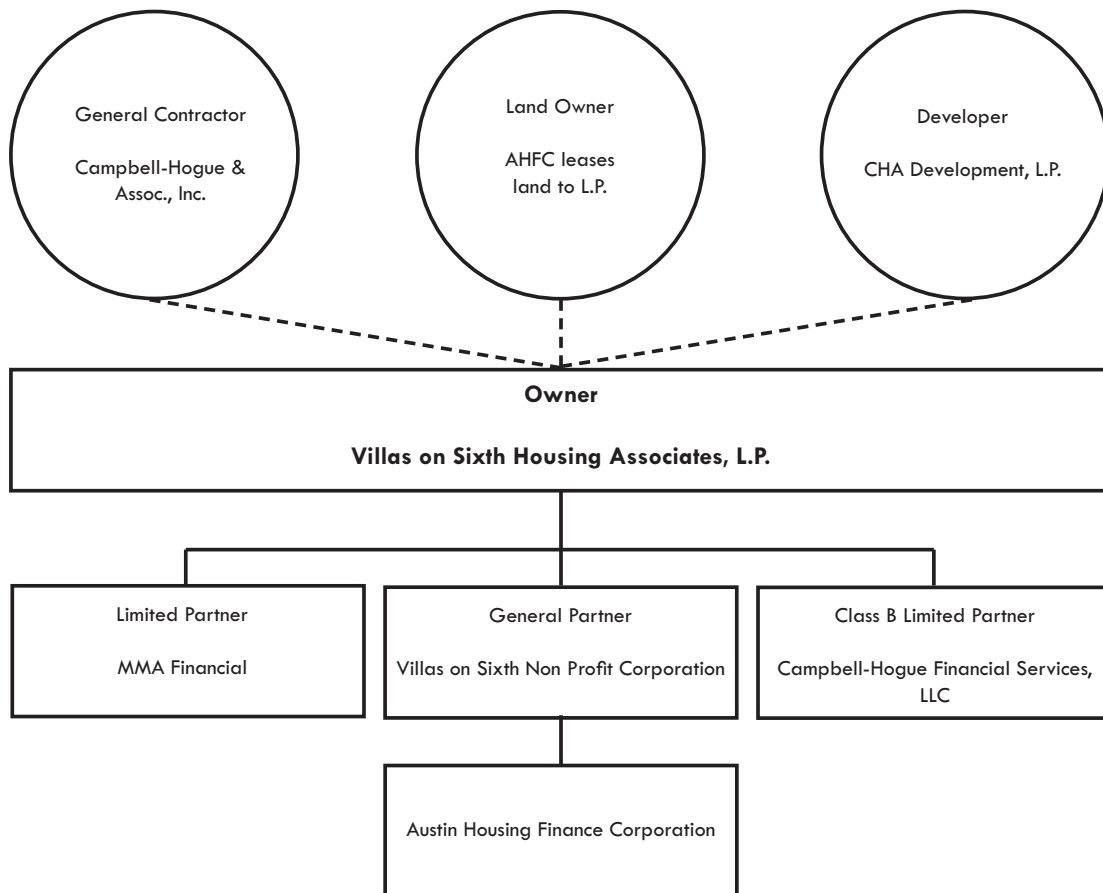 General Contractor
Campbell-Hogue &
Assoc., Inc.
Land Owner
AHFC leases
land to L.P.
Developer
CHA Development, L.P.
Owner
Villas on Sixth Housing Associates, L.P.
Limited Partner
MMA Financial
General Partner
Villas on Sixth Non Profit Corporation
Class B Limited Partner
Campbell-Hogue Financial Services,
LLC
Austin Housing Finance Corporation